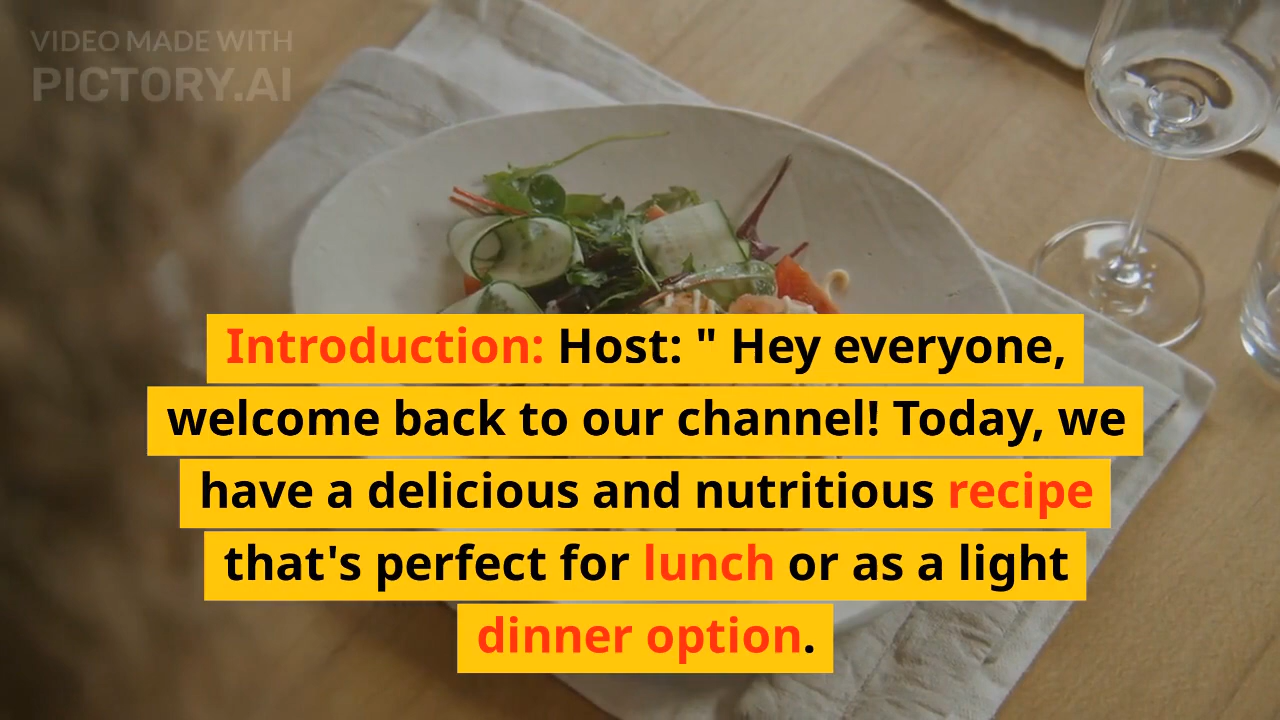 VIDEO MADE WITH
PICTORY.AI
Introduction: Host: " Hey everyone,
welcome back to our channel! Today, we
have a delicious and nutritious recipe
that's perfect for lunch or as a light
dinner option.